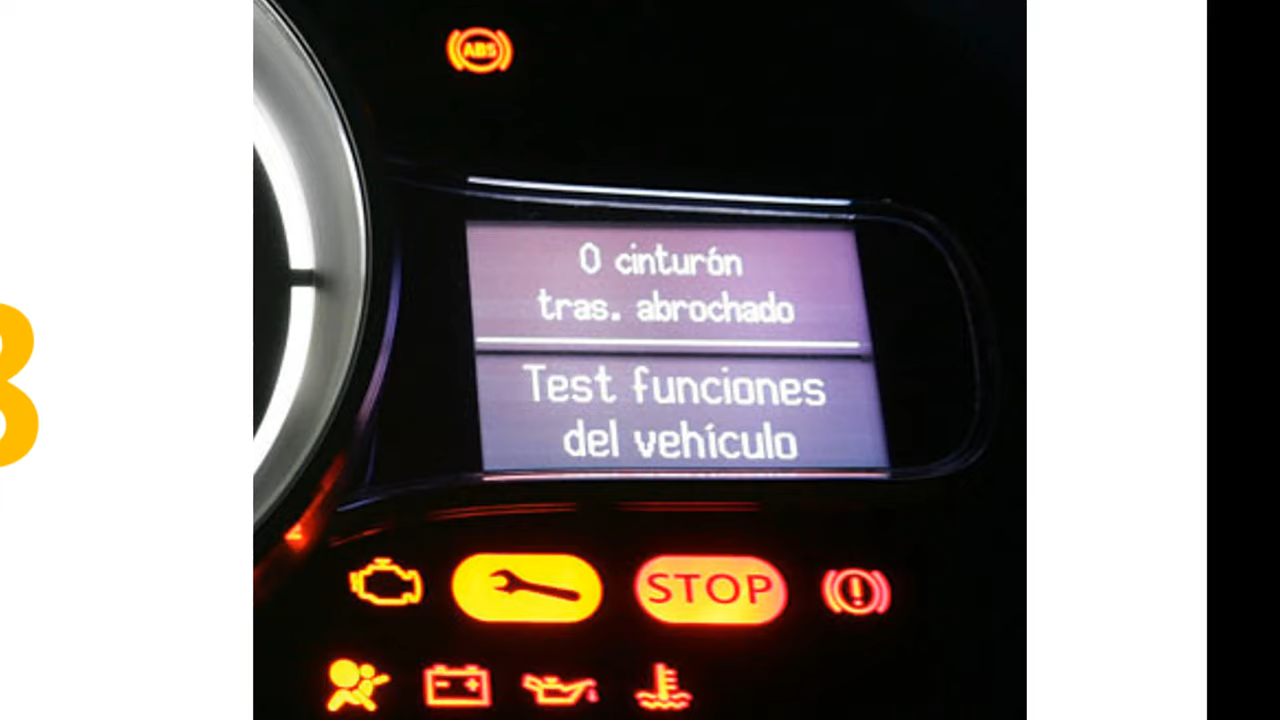 ABS
0 cinturón
tras. abrochado
Test funciones
del vehículo
STOP